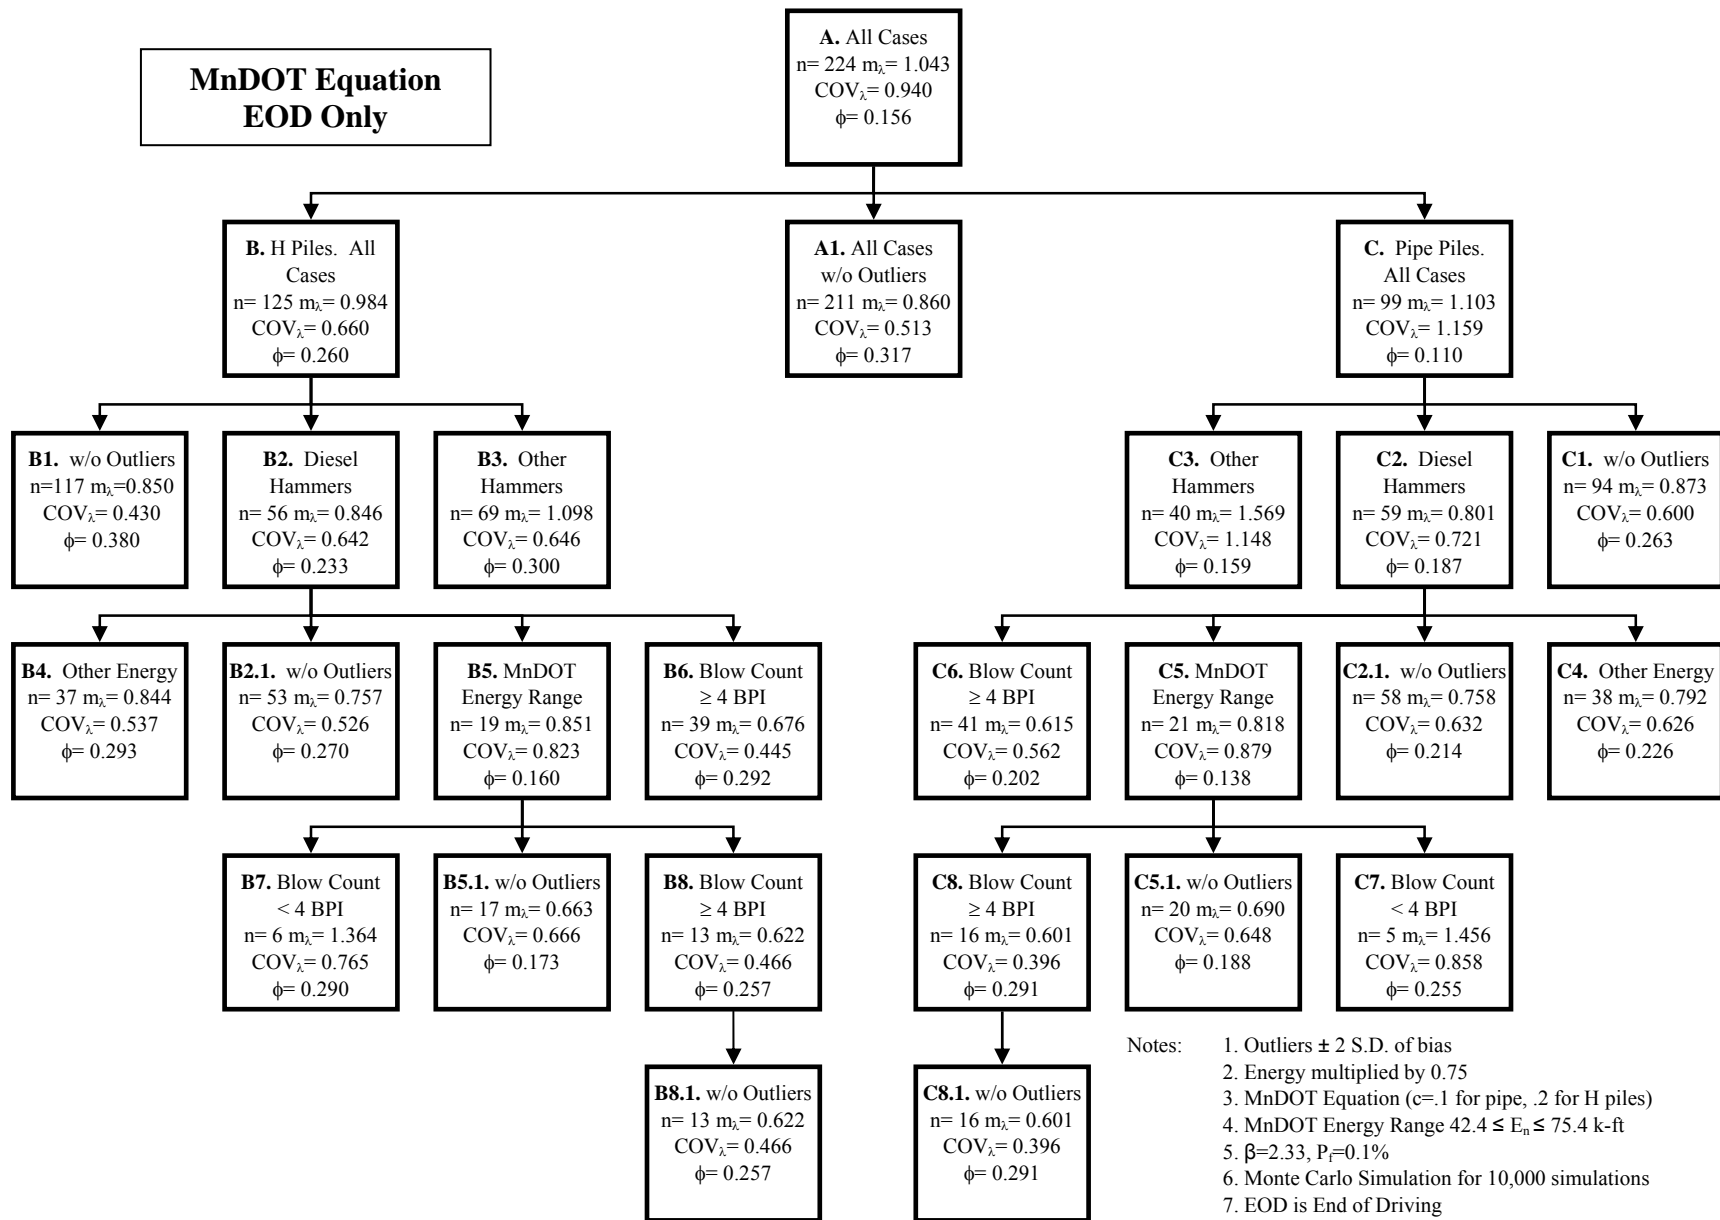 MnDOT Equation
EOD Only
A. All Cases
n= 224 mλ= 1.043
COVλ= 0.940
ϕ= 0.156
B. H Piles. All
Cases
n= 125 mλ= 0.984
COVλ= 0.660
ϕ= 0.260
A1. All Cases
w/o Outliers
n= 211 mλ= 0.860
COVλ= 0.513
ϕ= 0.317
C. Pipe Piles.
All Cases
n= 99 mλ= 1.103
COVλ= 1.159
ϕ= 0.110
B1. w/o Outliers
n=117 mλ=0.850
COVλ= 0.430
ϕ= 0.380
B2. Diesel
Hammers
n= 56 mλ= 0.846
COVλ= 0.642
ϕ= 0.233
B3. Other
Hammers
n= 69 mλ= 1.098
COVλ= 0.646
ϕ= 0.300
C3. Other
Hammers
n= 40 mλ= 1.569
COVλ= 1.148
ϕ= 0.159
C2. Diesel
Hammers
n= 59 mλ= 0.801
COVλ= 0.721
ϕ= 0.187
C1. w/o Outliers
n= 94 mλ= 0.873
COVλ= 0.600
ϕ= 0.263
B4. Other Energy
n= 37 mλ= 0.844
COVλ= 0.537
ϕ= 0.293
B2.1. w/o Outliers
n= 53 mλ= 0.757
COVλ= 0.526
ϕ= 0.270
B5. MnDOT
Energy Range
n= 19 mλ= 0.851
COVλ= 0.823
ϕ= 0.160
B6. Blow Count
≥ 4 BPI
n= 39 mλ= 0.676
COVλ= 0.445
ϕ= 0.292
C6. Blow Count
≥ 4 BPI
n= 41 mλ= 0.615
COVλ= 0.562
ϕ= 0.202
C5. MnDOT
Energy Range
n= 21 mλ= 0.818
COVλ= 0.879
ϕ= 0.138
C2.1. w/o Outliers
n= 58 mλ= 0.758
COVλ= 0.632
ϕ= 0.214
C4. Other Energy
n= 38 mλ= 0.792
COVλ= 0.626
ϕ= 0.226
B7. Blow Count
< 4 BPI
n= 6 mλ= 1.364
COVλ= 0.765
ϕ= 0.290
B5.1. w/o Outliers
n= 17 mλ= 0.663
COVλ= 0.666
ϕ= 0.173
B8. Blow Count
≥ 4 BPI
n= 13 mλ= 0.622
COVλ= 0.466
ϕ= 0.257
C8. Blow Count
≥ 4 BPI
n= 16 mλ= 0.601
COVλ= 0.396
ϕ= 0.291
C5.1. w/o Outliers
n= 20 mλ= 0.690
COVλ= 0.648
ϕ= 0.188
C7. Blow Count
< 4 BPI
n= 5 mλ= 1.456
COVλ= 0.858
ϕ= 0.255
B8.1. w/o Outliers
n= 13 mλ= 0.622
COVλ= 0.466
ϕ= 0.257
C8.1. w/o Outliers
n= 16 mλ= 0.601
COVλ= 0.396
ϕ= 0.291
Notes: 1. Outliers ± 2 S.D. of bias
2. Energy multiplied by 0.75
3. MnDOT Equation (c=.1 for pipe, .2 for H piles)
4. MnDOT Energy Range 42.4 ≤ En ≤ 75.4 k-ft
5. β=2.33, Pf=0.1%
6. Monte Carlo Simulation for 10,000 simulations
7. EOD is End of Driving